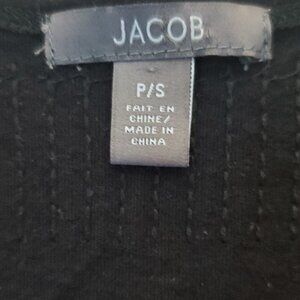 JACOB
P/S
FAIT EN
CHINE/
MADE IN
CHINA